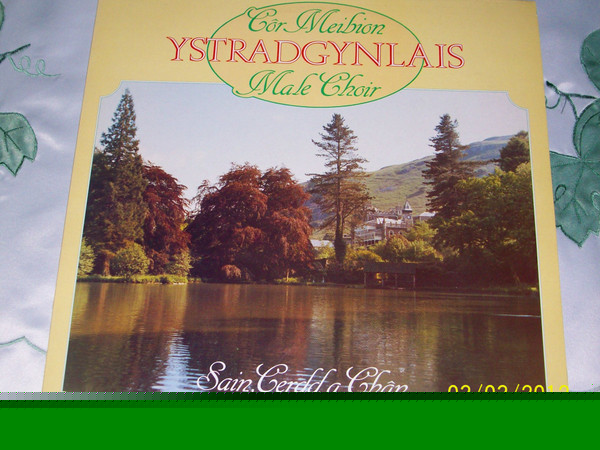 Côr Meibion
YSTRADGYNLAIS
Male Choir
Sain, Cerdd a Chân